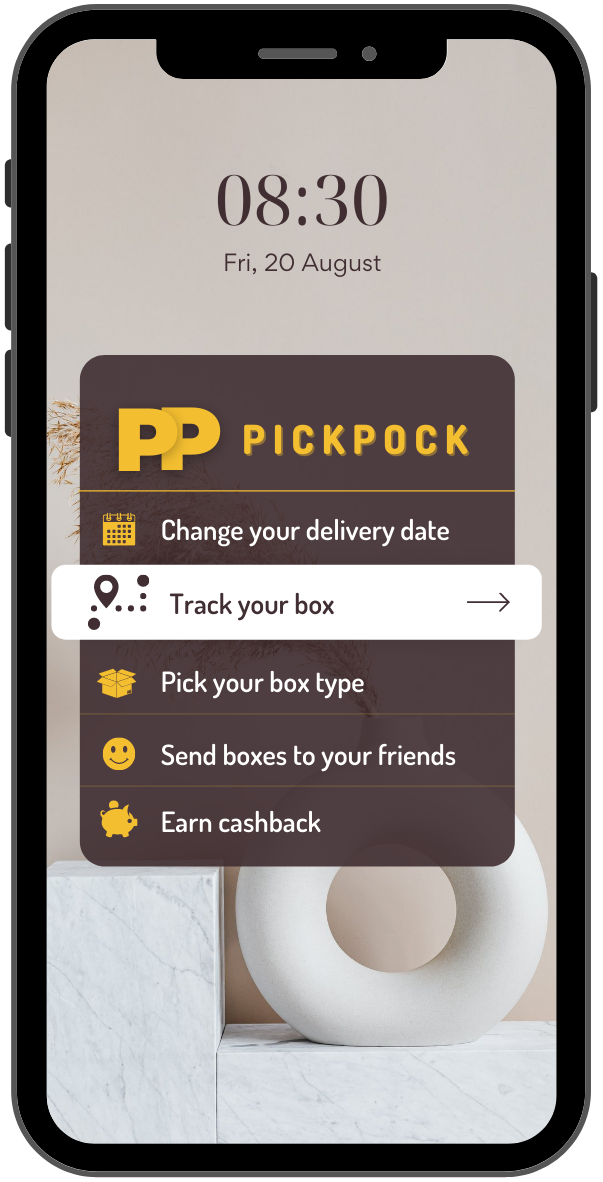 08:30
Fri, 20 August
PP PICKPOCK
Change your delivery date
Track your box
Pick your box type
Send boxes to your friends
Earn cashback